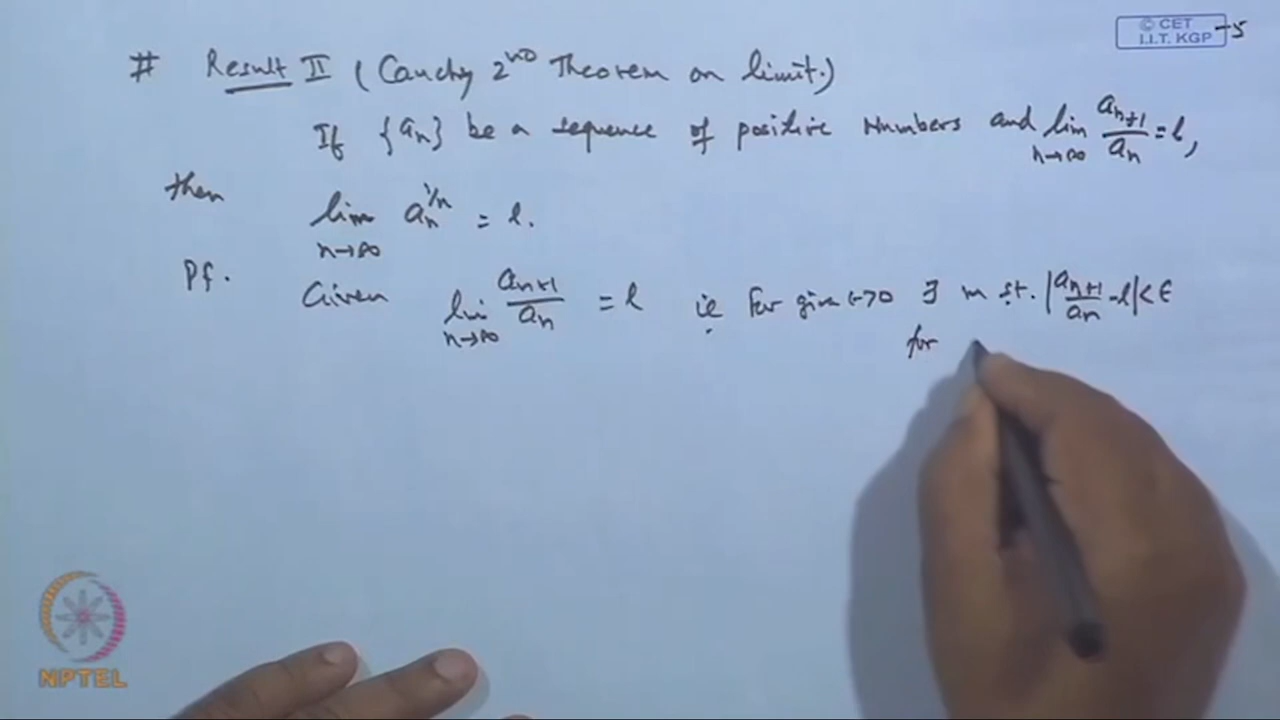 © CET
I.I.T. KGP
-5
# Result II (Cauchy 2nd Theorem on limit.)
If {an} be a sequence of positive Numbers and lim n→∞ an+1/an = l,
then
lim n→∞ an^1/n = l.
Pf.
Given lim n→∞ an+1/an = l ie For given ε>0 ∃ m st. |an+1/an - l| < ε
for
NPTEL